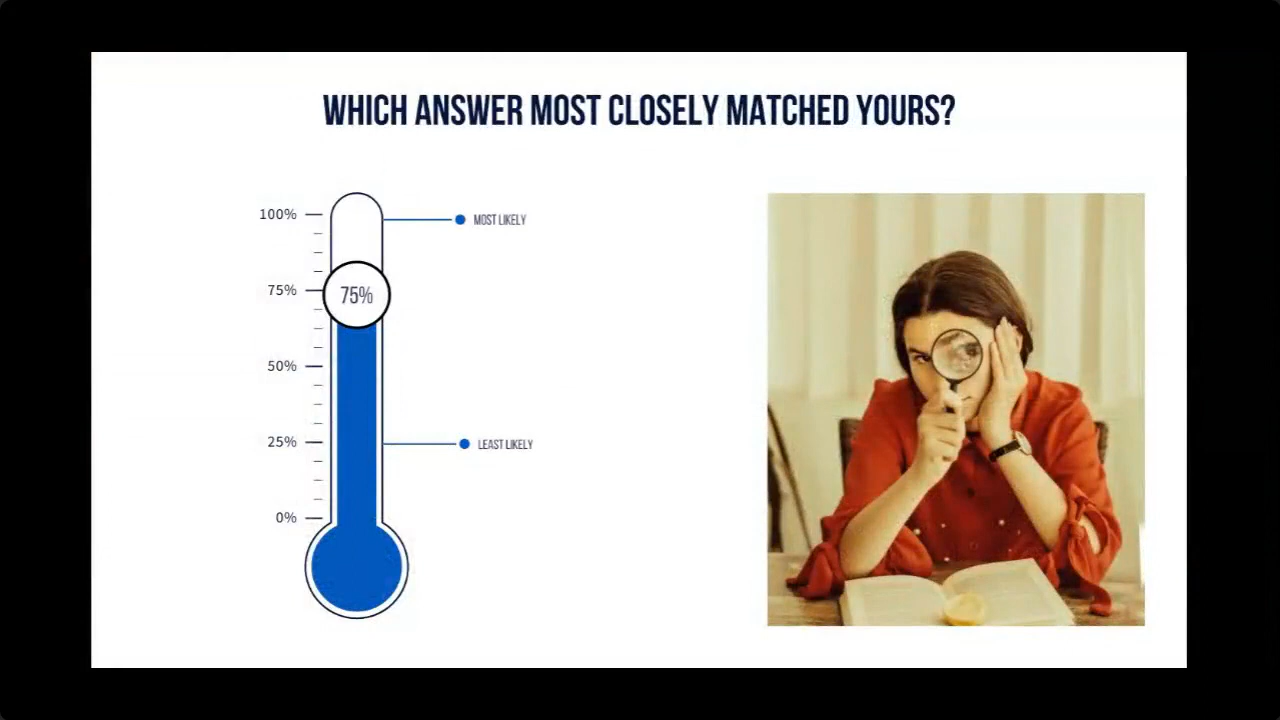 WHICH ANSWER MOST CLOSELY MATCHED YOURS?
100%
MOST LIKELY
75%
75%
50%
25%
LEAST LIKELY
0%